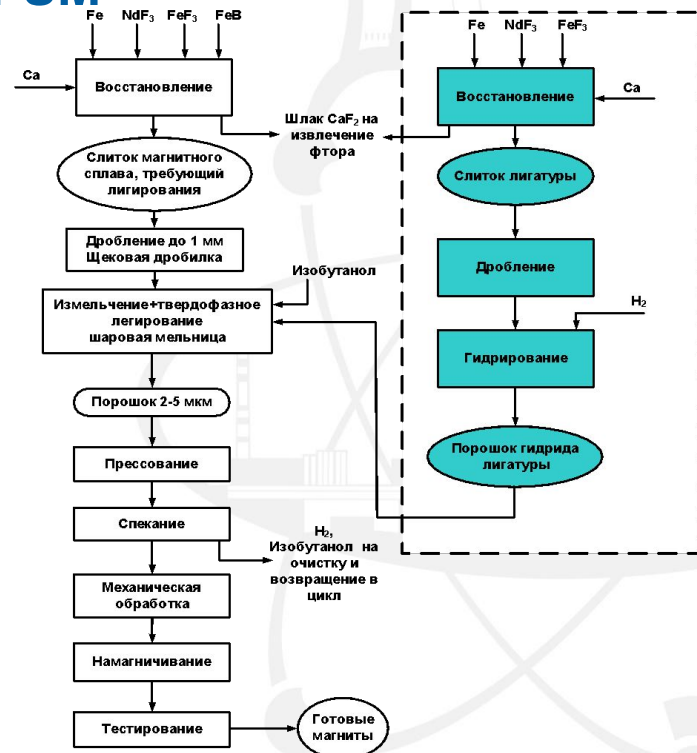 Fe NdF3 FeF3 FeB
Ca
Восстановление
Шлак CaF2 на
извлечение
фтора
Слиток магнитного
сплава, требующий
лигирования
Дробление до 1 мм
Щековая дробилка
Изобутанол
Измельчение+твердофазное
легирование
шаровая мельница
Порошок 2-5 мкм
Прессование
Спекание
H2,
Изобутанол на
очистку и
возвращение в
цикл
Механическая
обработка
Намагничивание
Тестирование
Готовые
магниты
Fe NdF3 FeF3
Восстановление
Ca
Слиток лигатуры
Дробление
H2
Гидрирование
Порошок гидрида
лигатуры